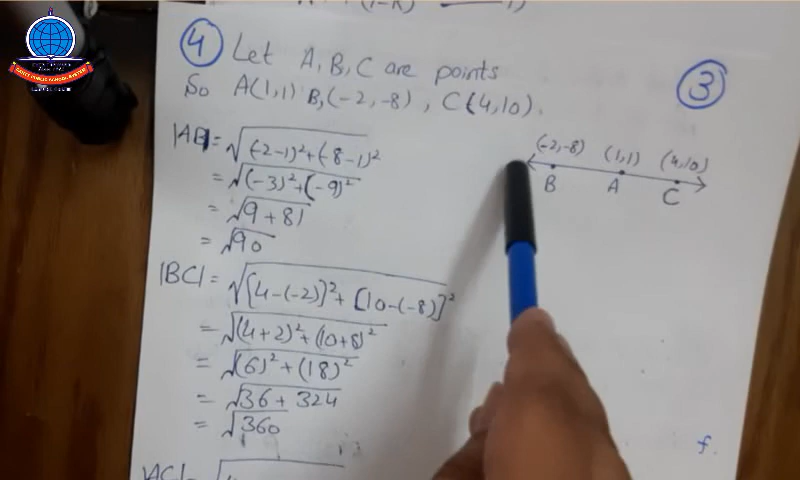 ④ Let A, B, C are points
③
So A(1,1) B,(-2,-8), C(4,10).
|AB| = √(-2-1)²+(-8-1)²
= √(-3)²+(-9)²
= √9+81
= √90
(-2,-8) (1,1) (4,10)
B A C
|BC| = √[4-(-2)]²+[10-(-8)]²
= √(4+2)²+(10+8)²
= √(6)²+(18)²
= √36+324
= √360
f.
|AC| = √